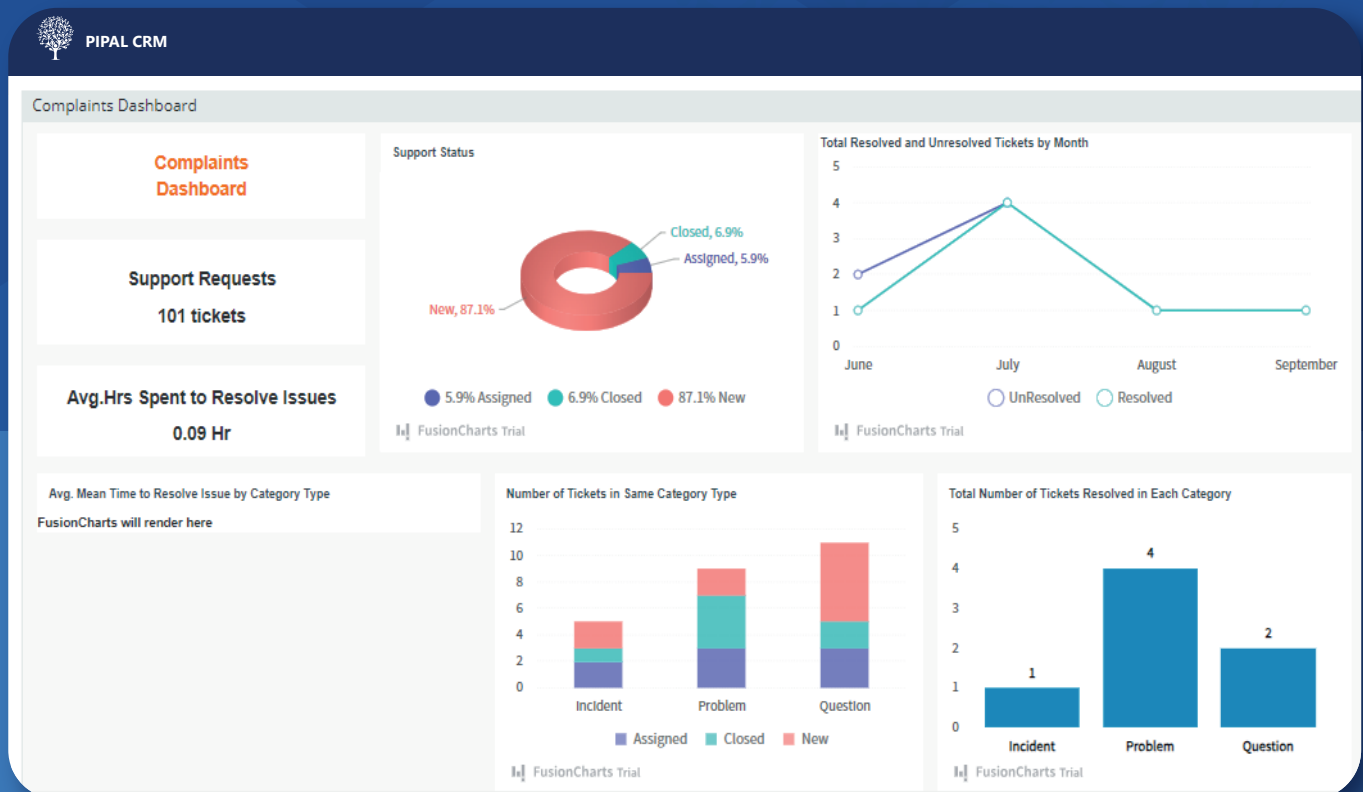 PIPAL CRM
Complaints Dashboard
Complaints
Dashboard
Support Requests
101 tickets
Avg.Hrs Spent to Resolve Issues
0.09 Hr
Support Status
Closed, 6.9%
Assigned, 5.9%
New, 87.1%
5.9% Assigned 6.9% Closed 87.1% New
FusionCharts Trial
Total Resolved and Unresolved Tickets by Month
5
4
3
2
1
0
June July August September
UnResolved Resolved
FusionCharts Trial
Avg. Mean Time to Resolve Issue by Category Type
FusionCharts will render here
Number of Tickets in Same Category Type
12
10
8
6
4
2
0
Incident Problem Question
Assigned Closed New
FusionCharts Trial
Total Number of Tickets Resolved in Each Category
5
4
3
2
1
0
1
4
2
Incident Problem Question
FusionCharts Trial